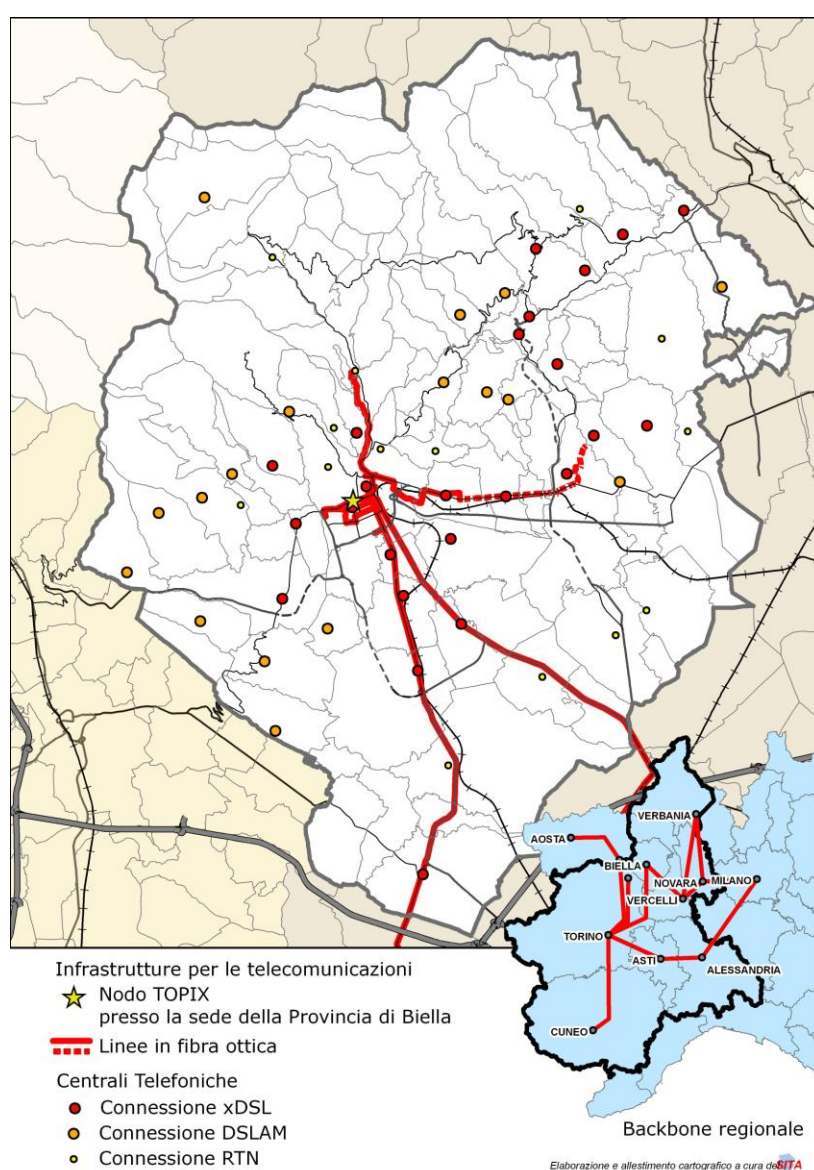 VERBANIA
AOSTA
BIELLA
NOVARA
MILANO
VERCELLI
TORINO
ASTI
ALESSANDRIA
CUNEO
Backbone regionale
Infrastrutture per le telecomunicazioni
Nodo TOPIX
presso la sede della Provincia di Biella
Linee in fibra ottica
Centrali Telefoniche
Connessione xDSL
Connessione DSLAM
Connessione RTN
Elaborazione e allestimento cartografico a cura del SITA